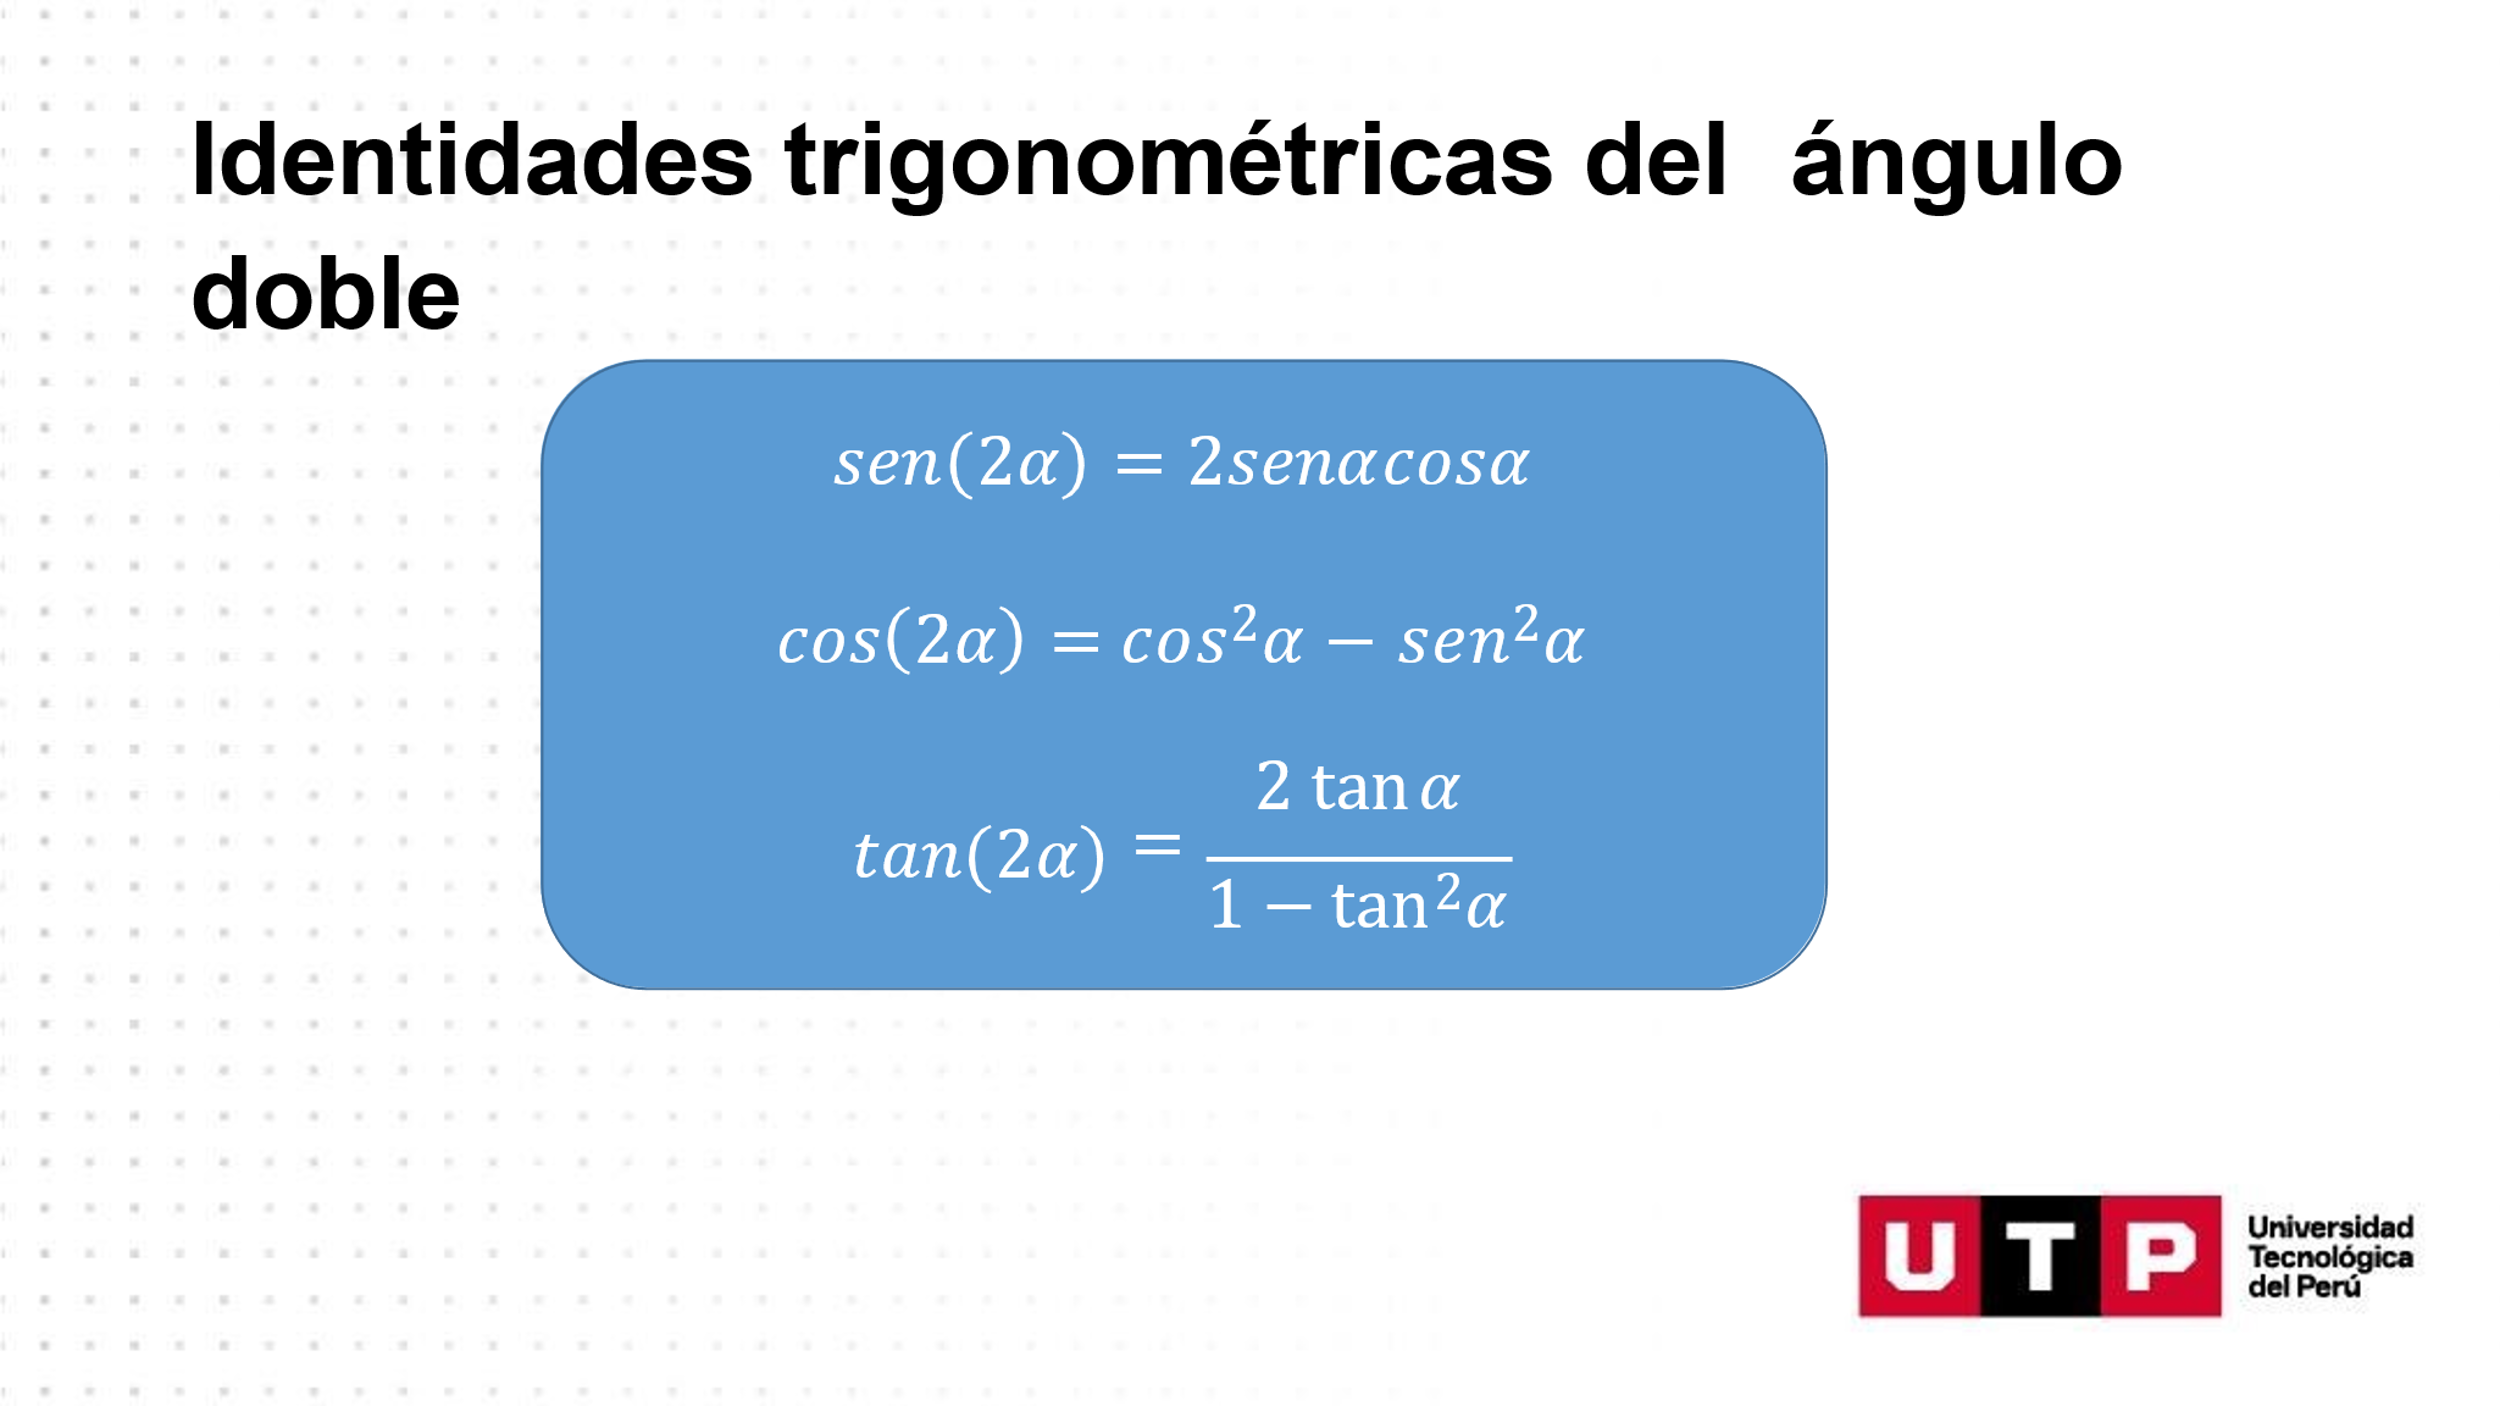 Identidades trigonométricas del  ángulo
doble
sen(2α) = 2senαcosα
cos(2α) = cos²α − sen²α
tan(2α) = 2 tan α / 1 − tan²α
UTP
Universidad
Tecnológica
del Perú